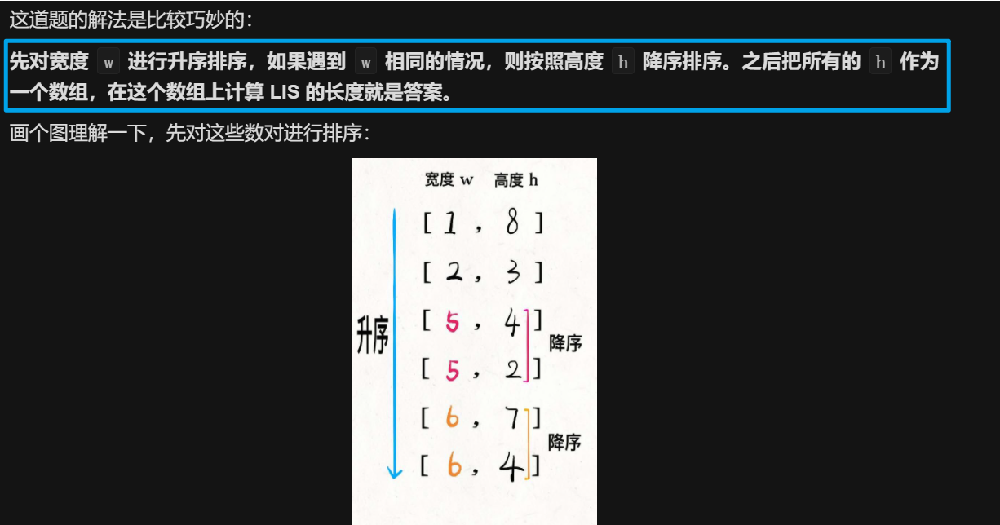 这道题的解法是比较巧妙的：
先对宽度 w 进行升序排序，如果遇到 w 相同的情况，则按照高度 h 降序排序。之后把所有的 h 作为
一个数组，在这个数组上计算 LIS 的长度就是答案。
画个图理解一下，先对这些数对进行排序：
宽度 w 高度 h
[ 1 , 8 ]
[ 2 , 3 ]
[ 5 , 4 ]
升序
降序
[ 5 , 2 ]
[ 6 , 7 ]
降序
[ 6 , 4 ]